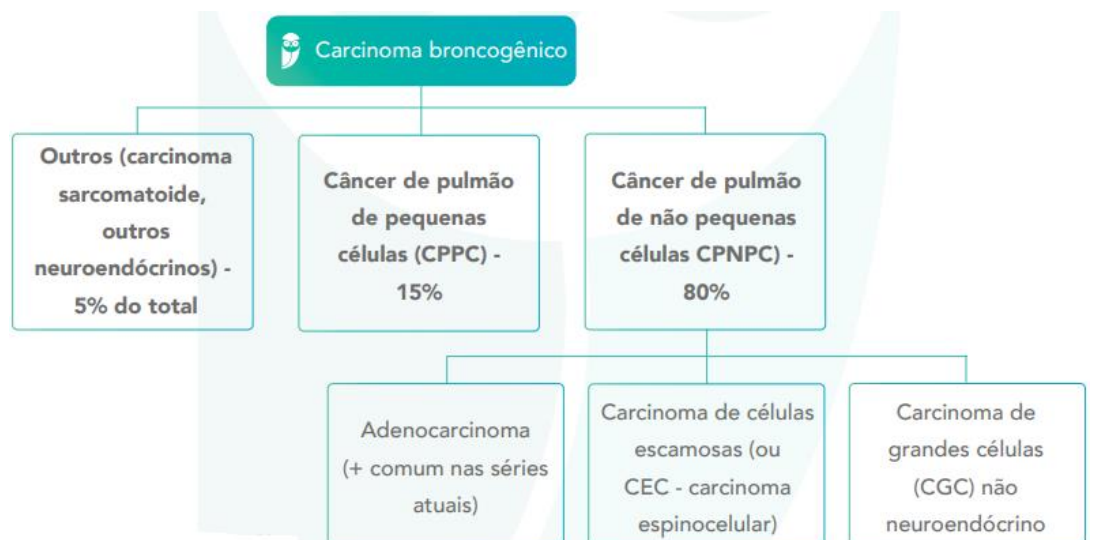 Carcinoma broncogênico
Outros (carcinoma
sarcomatoide,
outros
neuroendócrinos) -
5% do total
Câncer de pulmão
de pequenas
células (CPPC) -
15%
Câncer de pulmão
de não pequenas
células CPNPC) -
80%
Adenocarcinoma
(+ comum nas séries
atuais)
Carcinoma de células
escamosas (ou
CEC - carcinoma
espinocelular)
Carcinoma de
grandes células
(CGC) não
neuroendócrino